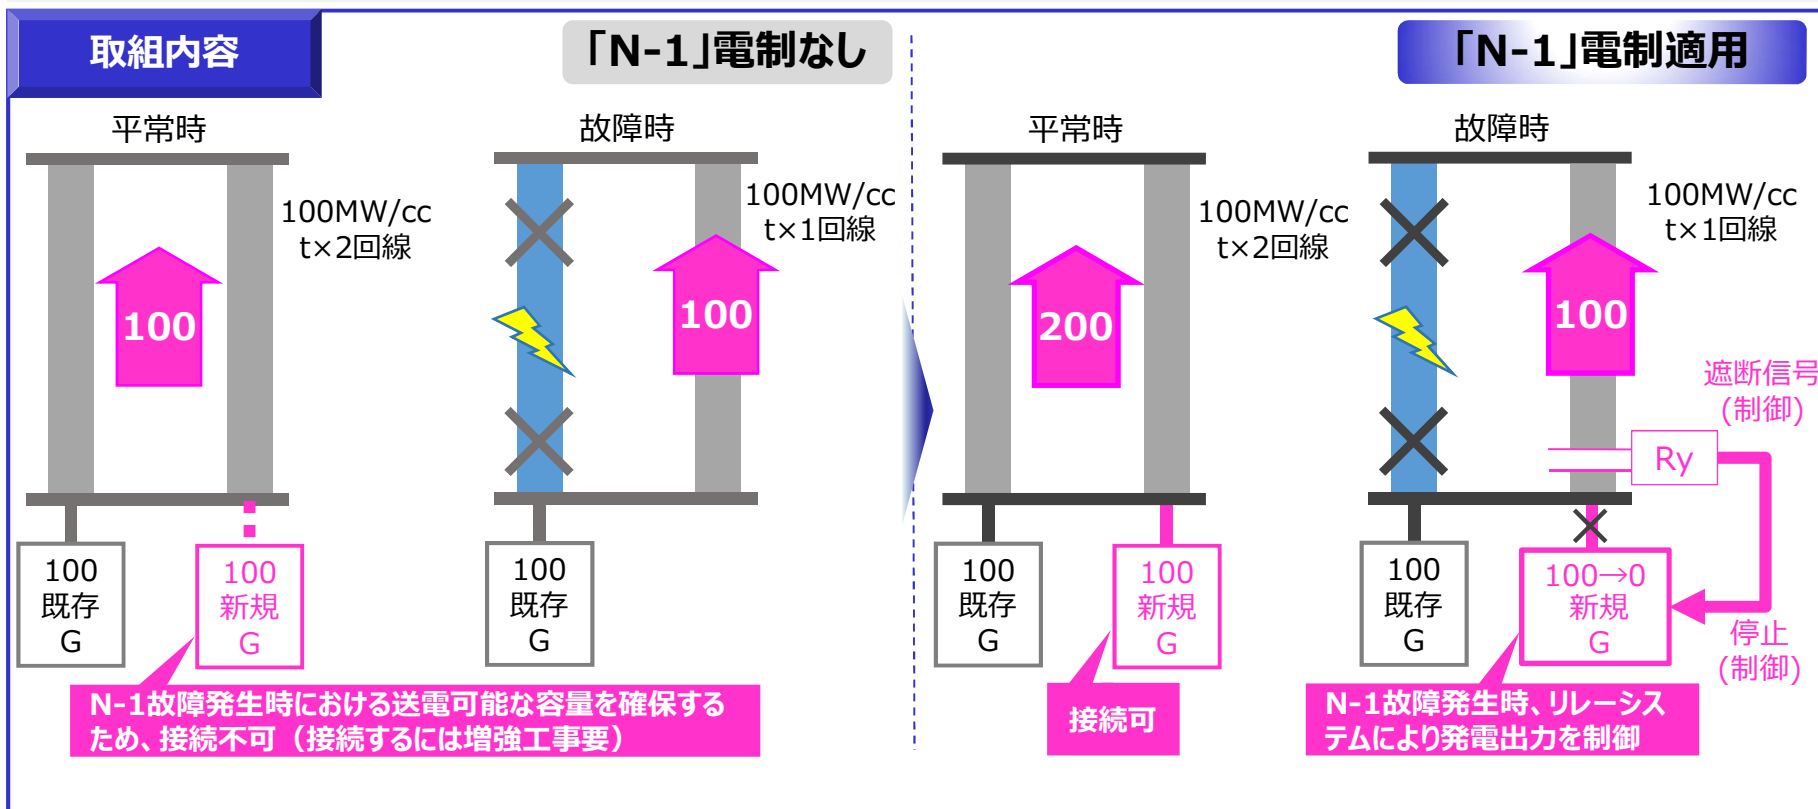 取組内容
「N-1」電制なし
平常時
100MW/cc
t×2回線
100
100
既存
G
100
新規
G
故障時
100MW/cc
t×1回線
100
100
既存
G
N-1故障発生時における送電可能な容量を確保する
ため、接続不可（接続するには増強工事要）
「N-1」電制適用
平常時
100MW/cc
t×2回線
200
100
既存
G
100
新規
G
接続可
故障時
100MW/cc
t×1回線
100
遮断信号
(制御)
Ry
100
既存
G
100→0
新規
G
停止
(制御)
N-1故障発生時、リレーシス
テムにより発電出力を制御